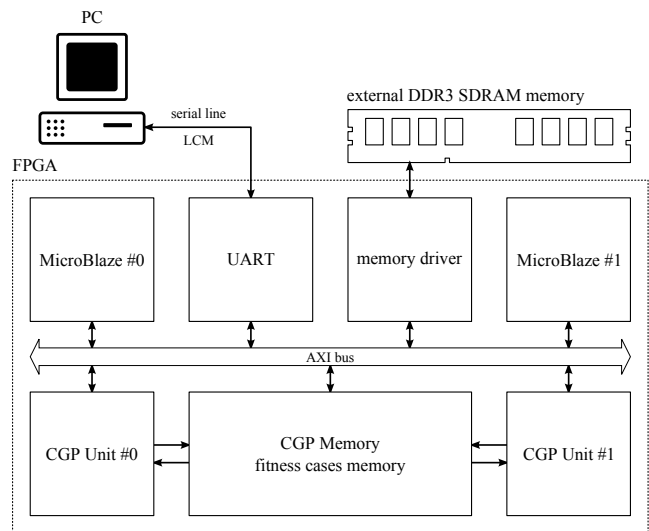 PC
external DDR3 SDRAM memory
serial line
LCM
FPGA
MicroBlaze #0
UART
memory driver
MicroBlaze #1
AXI bus
CGP Unit #0
CGP Memory
fitness cases memory
CGP Unit #1